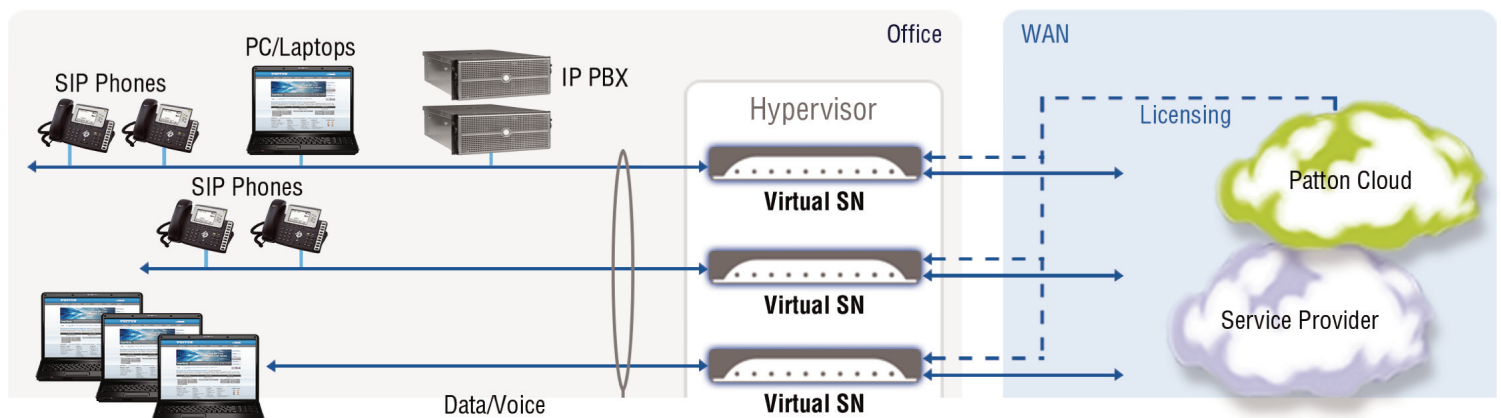 Office
WAN
PC/Laptops
SIP Phones
IP PBX
Hypervisor
Licensing
Patton Cloud
Virtual SN
SIP Phones
Virtual SN
Service Provider
Data/Voice
Virtual SN